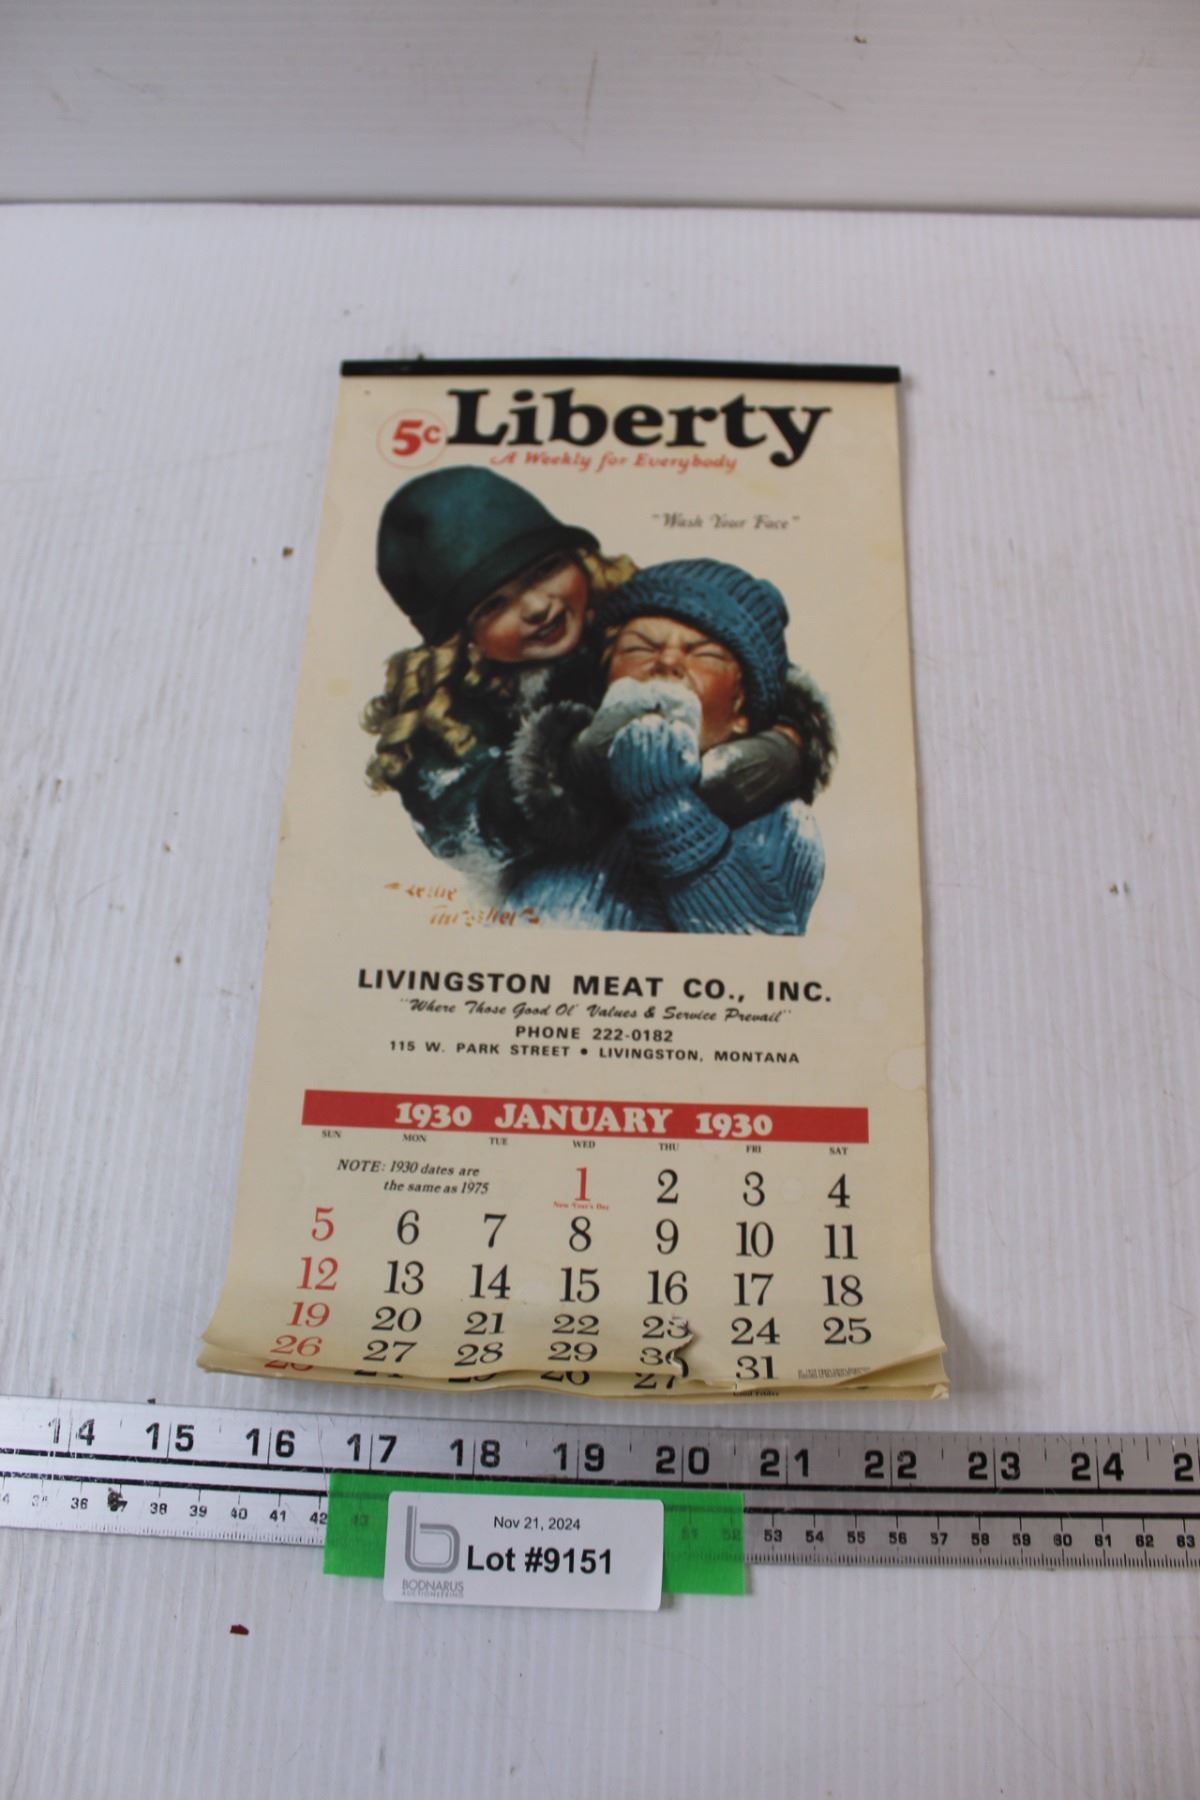 5c Liberty
A Weekly for Everybody
"Wash Your Face"
LIVINGSTON MEAT CO., INC.
"Where Those Good Ol' Values & Service Prevail"
PHONE 222-0182
115 W. PARK STREET • LIVINGSTON, MONTANA
1930 JANUARY 1930
SUN MON TUE WED THU FRI SAT
NOTE: 1930 dates are
the same as 1975
1 2 3 4
New Year's Day
5 6 7 8 9 10 11
12 13 14 15 16 17 18
19 20 21 22 23 24 25
26 27 28 29 30 31
14 15 16 17 18 19 20 21 22 23 24 2
36 37 38 39 40 41 42 43 51 52 53 54 55 56 57 58 59 60 61 62 63
Nov 21, 2024
Lot #9151
BODNARUS
AUCTIONEERING